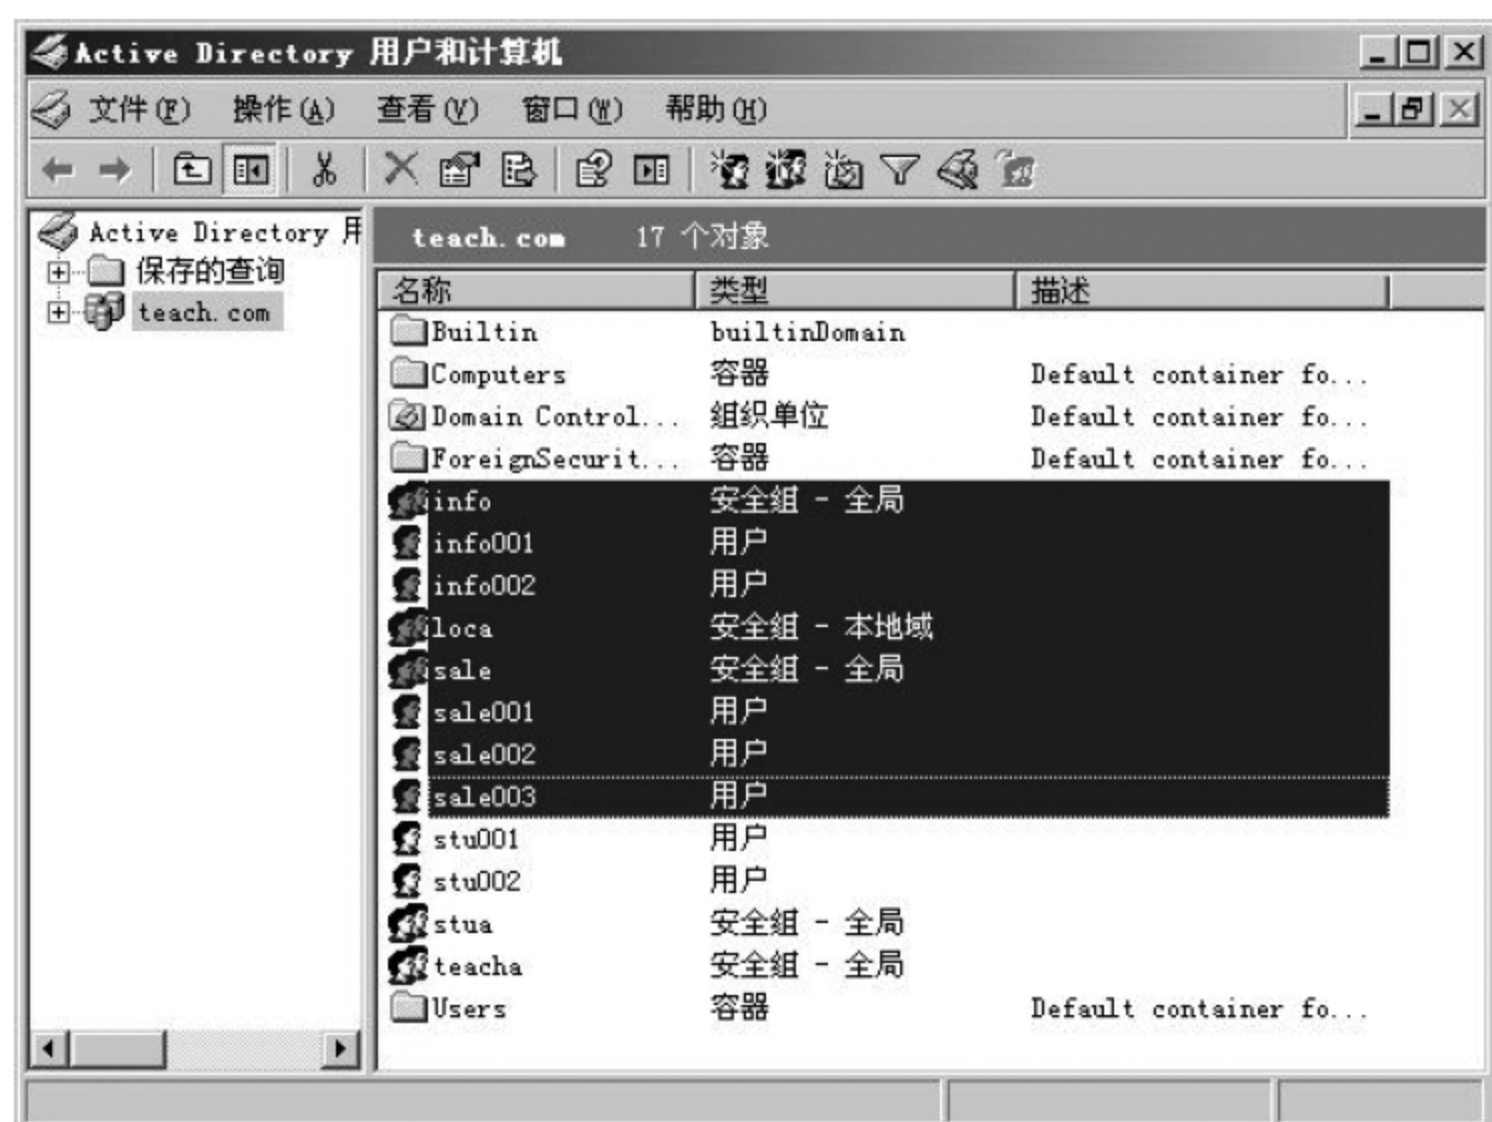 Active Directory 用户和计算机
文件(F) 操作(A) 查看(V) 窗口(W) 帮助(H)
Active Directory 用
保存的查询
teach.com
teach.com 17 个对象
名称 类型 描述
Builtin builtinDomain
Computers 容器 Default container fo...
Domain Control... 组织单位 Default container fo...
ForeignSecurit... 容器 Default container fo...
info 安全组 - 全局
info001 用户
info002 用户
loca 安全组 - 本地域
sale 安全组 - 全局
sale001 用户
sale002 用户
sale003 用户
stu001 用户
stu002 用户
stua 安全组 - 全局
teacha 安全组 - 全局
Users 容器 Default container fo...